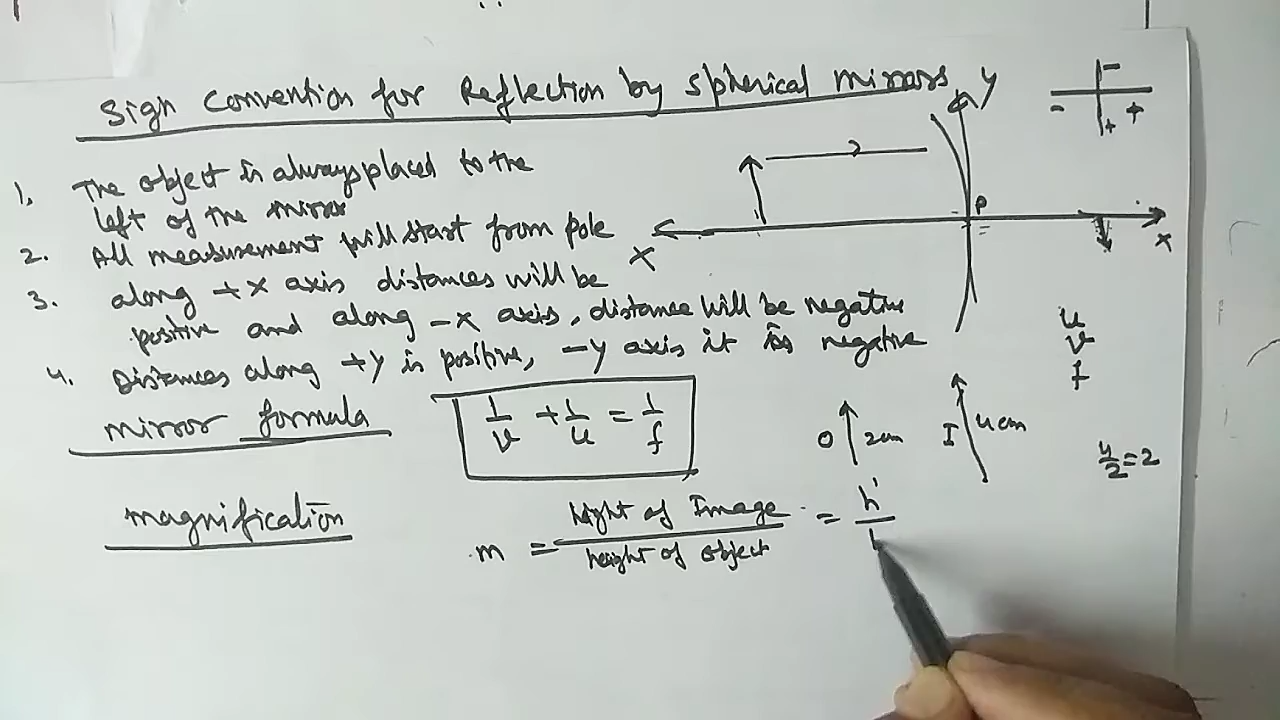 Sign Convention for Reflection by Spherical mirrors
y
- - + +
1. The object is always placed to the
left of the mirror
P
2. All measurement will start from pole
X X
3. along +x axis distances will be
positive and along -x axis, distance will be negative
4. Distances along +y is positive, -y axis it is negative
u
v
f
mirror formula
1/v + 1/u = 1/f
O 2cm I 4cm
4/2 = 2
magnification
m = height of Image / height of object = h' / h